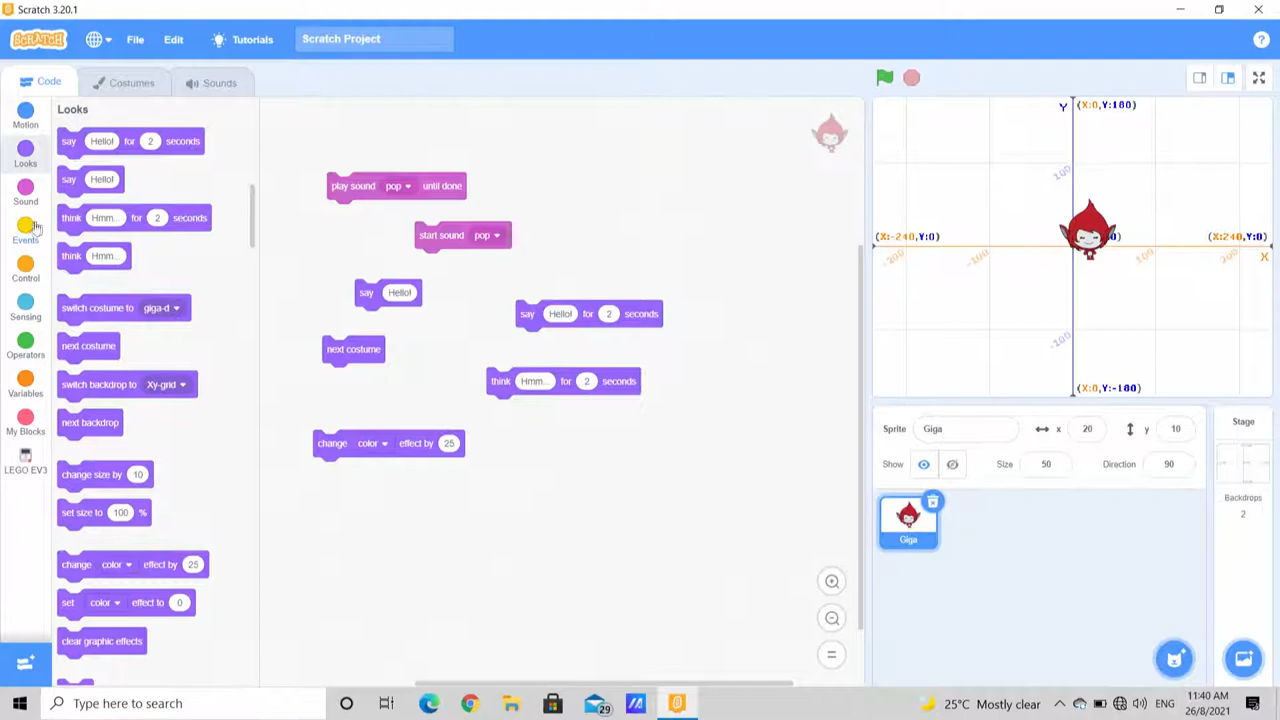 Scratch 3.20.1
SCRATCH
File
Edit
Tutorials
Scratch Project
?
Code
Costumes
Sounds
Motion
Looks
Sound
Events
Control
Sensing
Operators
Variables
My Blocks
LEGO EV3
Looks
say Hello! for 2 seconds
say Hello!
think Hmm... for 2 seconds
think Hmm...
switch costume to giga-d
next costume
switch backdrop to Xy-grid
next backdrop
change size by 10
set size to 100 %
change color effect by 25
set color effect to 0
clear graphic effects
play sound pop until done
start sound pop
say Hello!
say Hello! for 2 seconds
next costume
think Hmm... for 2 seconds
change color effect by 25
Y
(X:0,Y:180)
100
(X:-240,Y:0)
(X:240,Y:0)
-200
-100
100
200
X
-100
(X:0,Y:-180)
Sprite
Giga
x
20
y
10
Show
Size
50
Direction
90
Giga
Stage
Backdrops
2
Type here to search
29
25°C Mostly clear
ENG
11:40 AM
26/8/2021